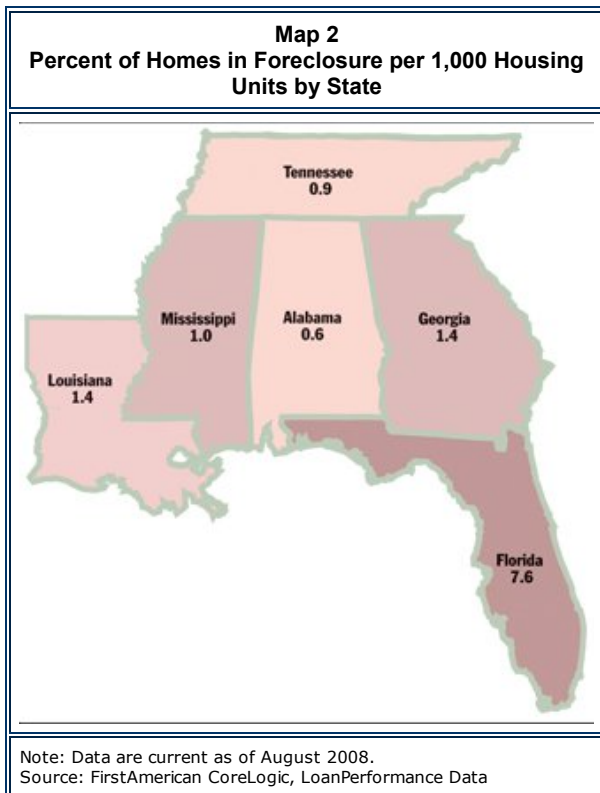 Map 2
Percent of Homes in Foreclosure per 1,000 Housing
Units by State
Tennessee
0.9
Mississippi
1.0
Alabama
0.6
Georgia
1.4
Louisiana
1.4
Florida
7.6
Note: Data are current as of August 2008.
Source: FirstAmerican CoreLogic, LoanPerformance Data